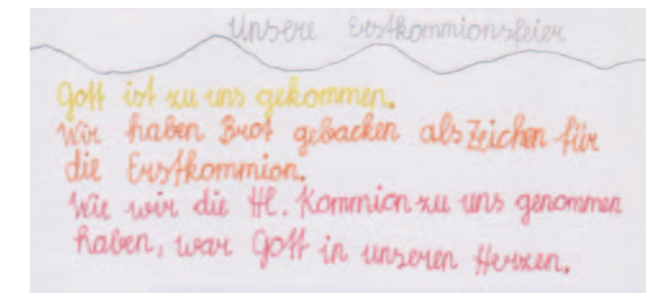 Unsere Erstkommionsfeier
Gott ist zu uns gekommen.
Wir haben Brot gebacken als Zeichen für
die Erstkommion.
Wie wir die Hl. Kommion zu uns genommen
haben, war Gott in unseren Herzen.